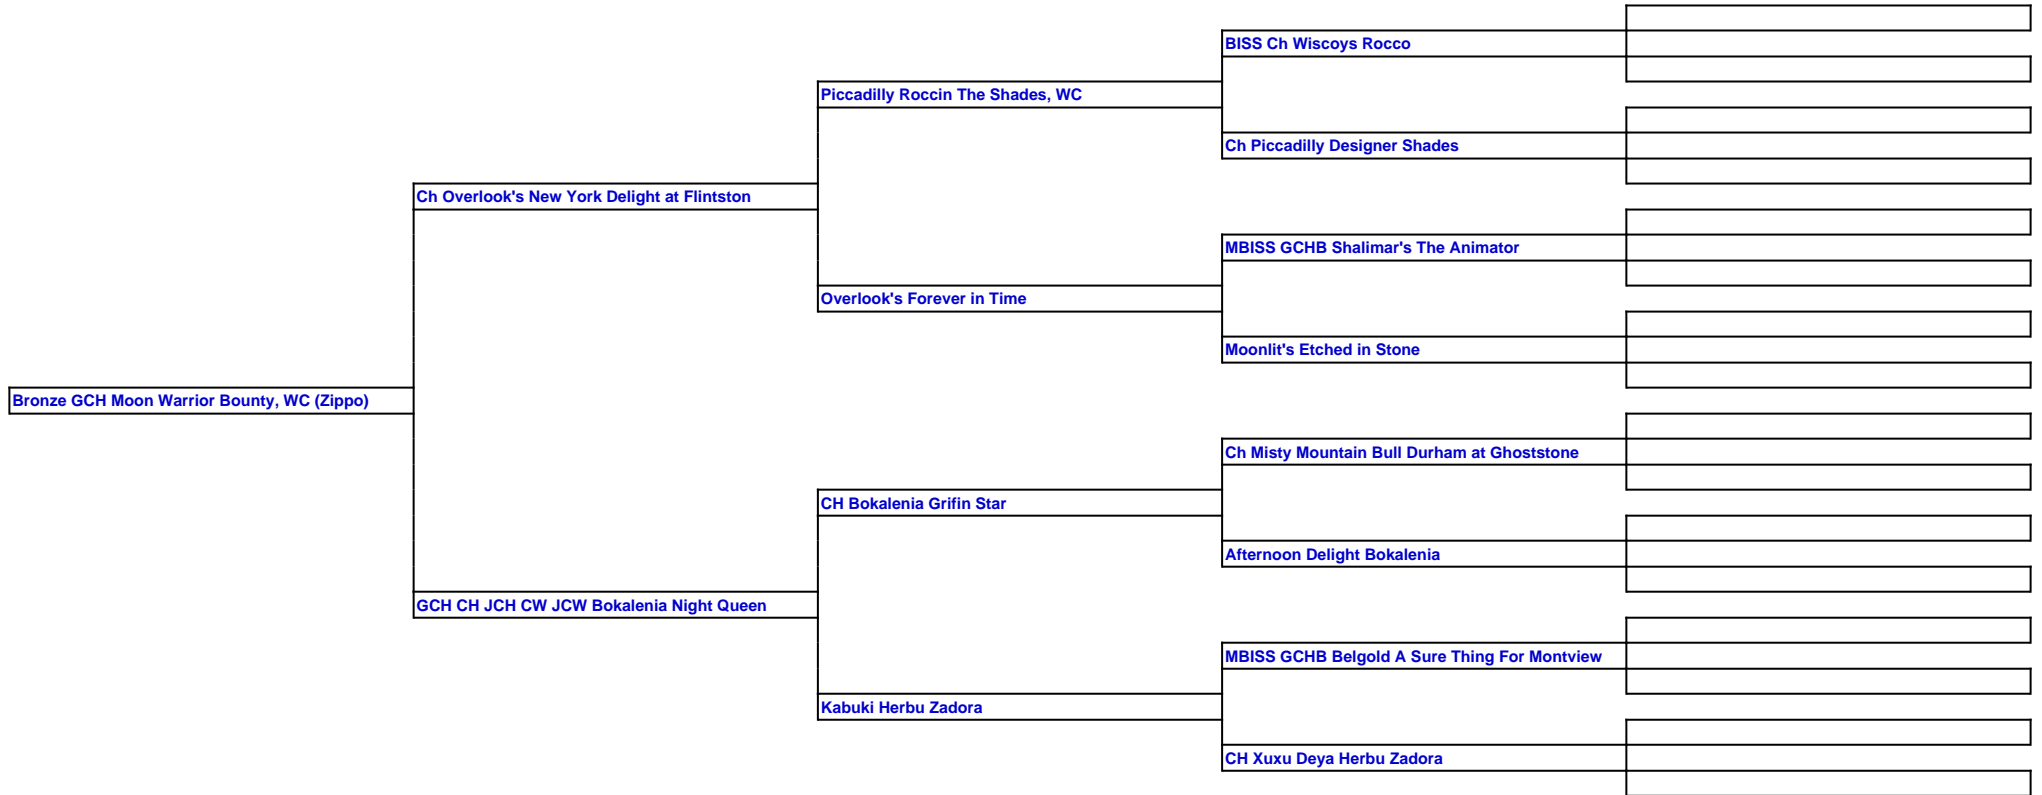 BISS Ch Wiscoys Rocco
Piccadilly Roccin The Shades, WC
Ch Piccadilly Designer Shades
Ch Overlook's New York Delight at Flintston
MBISS GCHB Shalimar's The Animator
Overlook's Forever in Time
Moonlit's Etched in Stone
Bronze GCH Moon Warrior Bounty, WC (Zippo)
Ch Misty Mountain Bull Durham at Ghoststone
CH Bokalenia Grifin Star
Afternoon Delight Bokalenia
GCH CH JCH CW JCW Bokalenia Night Queen
MBISS GCHB Belgold A Sure Thing For Montview
Kabuki Herbu Zadora
CH Xuxu Deya Herbu Zadora